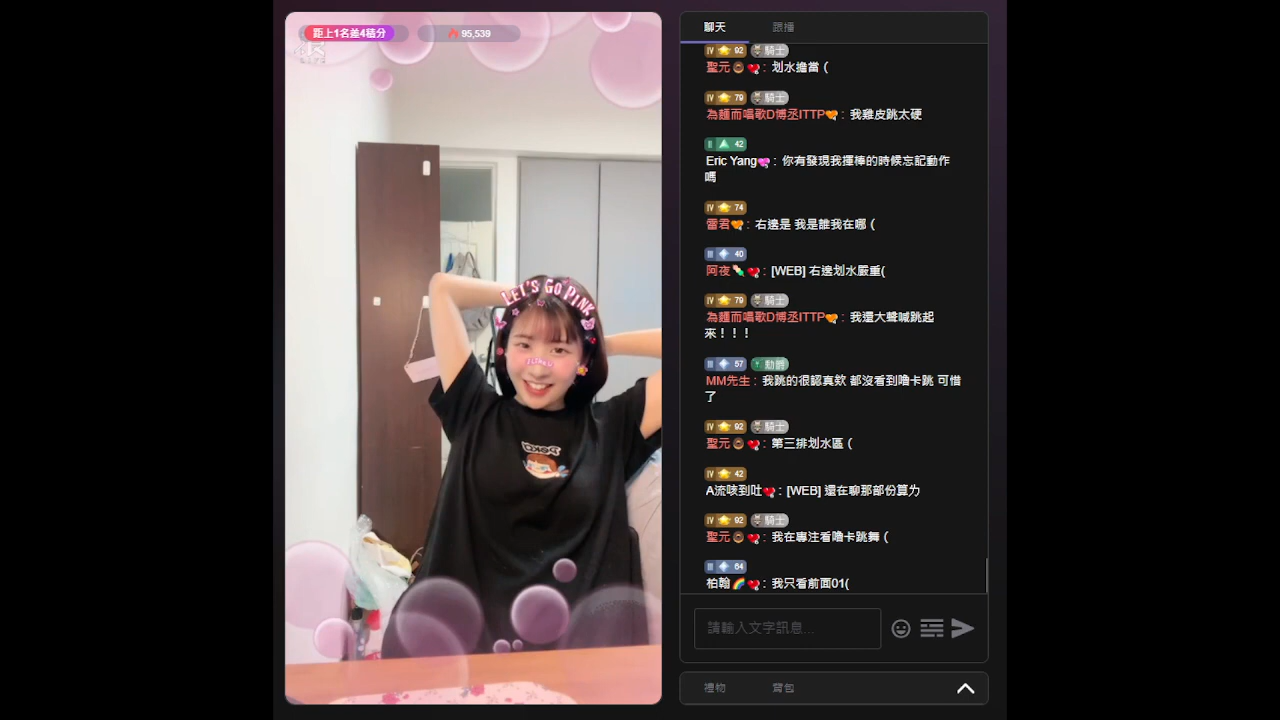 距上1名差4積分
95,539
LET'S GO PINK
聊天
跟播
IV 92 騎士
聖元: 划水擔當 (
IV 79 騎士
為麵而唱歌D博丞ITTP: 我雞皮跳太硬
II 42
Eric Yang: 你有發現我揮棒的時候忘記動作
嗎
IV 74
雷君: 右邊是 我是誰我在哪 (
III 40
阿夜: [WEB] 右邊划水嚴重(
IV 79 騎士
為麵而唱歌D博丞ITTP: 我還大聲喊跳起
來！！！
III 57 勳爵
MM先生: 我跳的很認真欸 都沒看到嚕卡跳 可惜
了
IV 92 騎士
聖元: 第三排划水區 (
IV 42
A流咳到吐: [WEB] 還在聊那部份算ㄌ
IV 92 騎士
聖元: 我在專注看嚕卡跳舞 (
III 64
柏翰: 我只看前面01(
請輸入文字訊息...
禮物
背包